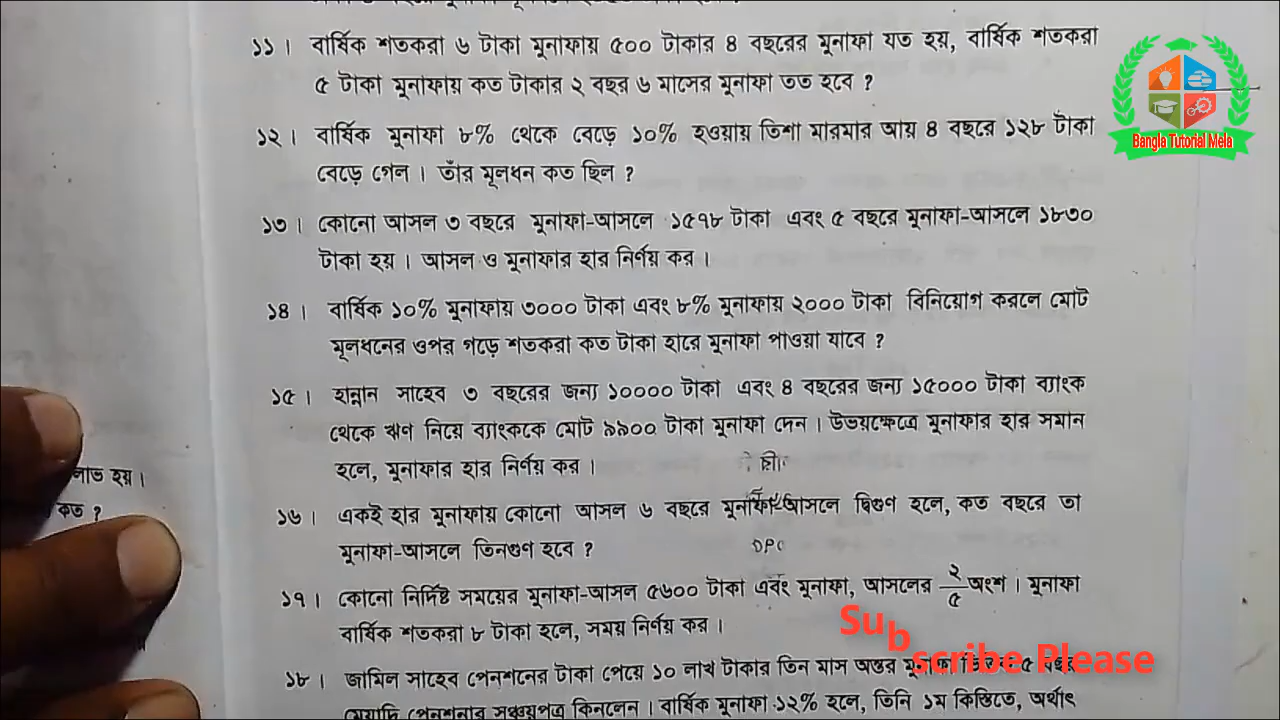 ১১। বার্ষিক শতকরা ৬ টাকা মুনাফায় ৫০০ টাকার ৪ বছরের মুনাফা যত হয়, বার্ষিক শতকরা
৫ টাকা মুনাফায় কত টাকার ২ বছর ৬ মাসের মুনাফা তত হবে ?
১২। বার্ষিক মুনাফা ৮% থেকে বেড়ে ১০% হওয়ায় তিশা মারমার আয় ৪ বছরে ১২৮ টাকা
বেড়ে গেল। তাঁর মূলধন কত ছিল ?
১৩। কোনো আসল ৩ বছরে মুনাফা-আসলে ১৫৭৮ টাকা এবং ৫ বছরে মুনাফা-আসলে ১৮৩০
টাকা হয়। আসল ও মুনাফার হার নির্ণয় কর।
১৪। বার্ষিক ১০% মুনাফায় ৩০০০ টাকা এবং ৮% মুনাফায় ২০০০ টাকা বিনিয়োগ করলে মোট
মূলধনের ওপর গড়ে শতকরা কত টাকা হারে মুনাফা পাওয়া যাবে ?
১৫। হান্নান সাহেব ৩ বছরের জন্য ১০০০০ টাকা এবং ৪ বছরের জন্য ১৫০০০ টাকা ব্যাংক
থেকে ঋণ নিয়ে ব্যাংককে মোট ৯৯০০ টাকা মুনাফা দেন। উভয়ক্ষেত্রে মুনাফার হার সমান
হলে, মুনাফার হার নির্ণয় কর।
১৬। একই হার মুনাফায় কোনো আসল ৬ বছরে মুনাফা-আসলে দ্বিগুণ হলে, কত বছরে তা
মুনাফা-আসলে তিনগুণ হবে ?
১৭। কোনো নির্দিষ্ট সময়ের মুনাফা-আসল ৫৬০০ টাকা এবং মুনাফা, আসলের ২/৫ অংশ। মুনাফা
বার্ষিক শতকরা ৮ টাকা হলে, সময় নির্ণয় কর।
১৮। জামিল সাহেব পেনশনের টাকা পেয়ে ১০ লাখ টাকার তিন মাস অন্তর মুনাফা ভিত্তিক ৫ বছর
মেয়াদি পেনশনার সঞ্চয়পত্র কিনলেন। বার্ষিক মুনাফা ১২% হলে, তিনি ১ম কিস্তিতে, অর্থাৎ
লাভ হয়।
কত ?
Bangla Tutorial Mela
Subscribe Please